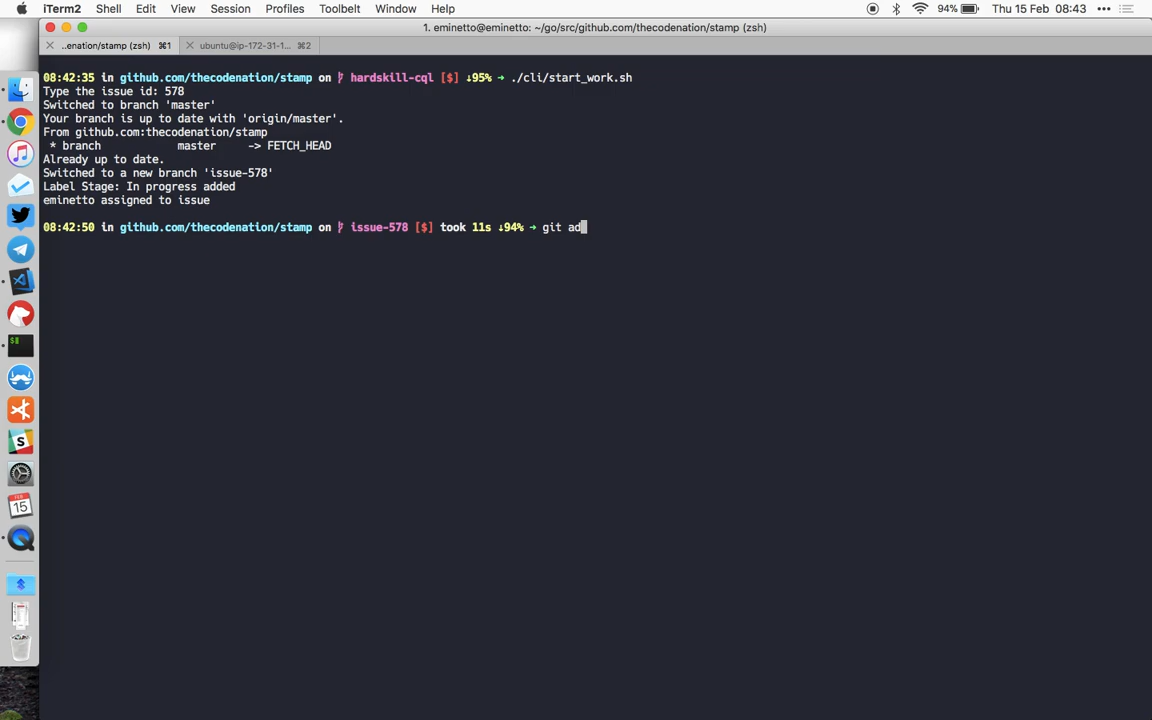 iTerm2 Shell Edit View Session Profiles Toolbelt Window Help 94% Thu 15 Feb 08:43
1. eminetto@eminetto: ~/go/src/github.com/thecodenation/stamp (zsh)
..enation/stamp (zsh) ⌘1 ubuntu@ip-172-31-1... ⌘2
08:42:35 in github.com/thecodenation/stamp on hardskill-cql [$] ↓95% → ./cli/start_work.sh
Type the issue id: 578
Switched to branch 'master'
Your branch is up to date with 'origin/master'.
From github.com:thecodenation/stamp
* branch master -> FETCH_HEAD
Already up to date.
Switched to a new branch 'issue-578'
Label Stage: In progress added
eminetto assigned to issue
08:42:50 in github.com/thecodenation/stamp on issue-578 [$] took 11s ↓94% → git ad
$
S
15